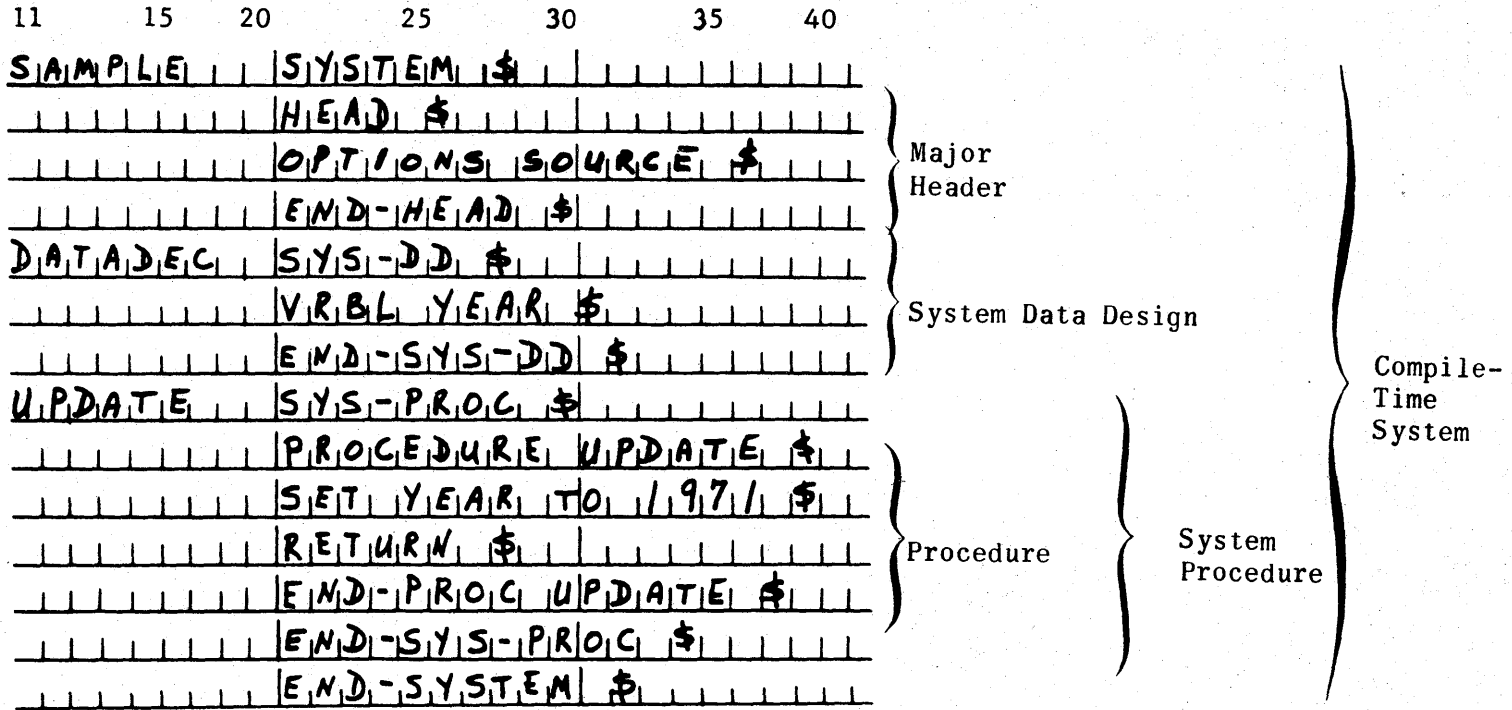 11 15 20 25 30 35 40
SAMPLE SYSTEM $
HEAD $
OPTIONS SOURCE $
END-HEAD $
DATADEC SYS-DD $
VRBL YEAR $
END-SYS-DD $
UPDATE SYS-PROC $
PROCEDURE UPDATE $
SET YEAR TO 1971 $
RETURN $
END-PROC UPDATE $
END-SYS-PROC $
END-SYSTEM $
Major
Header
System Data Design
Procedure
System
Procedure
Compile-
Time
System